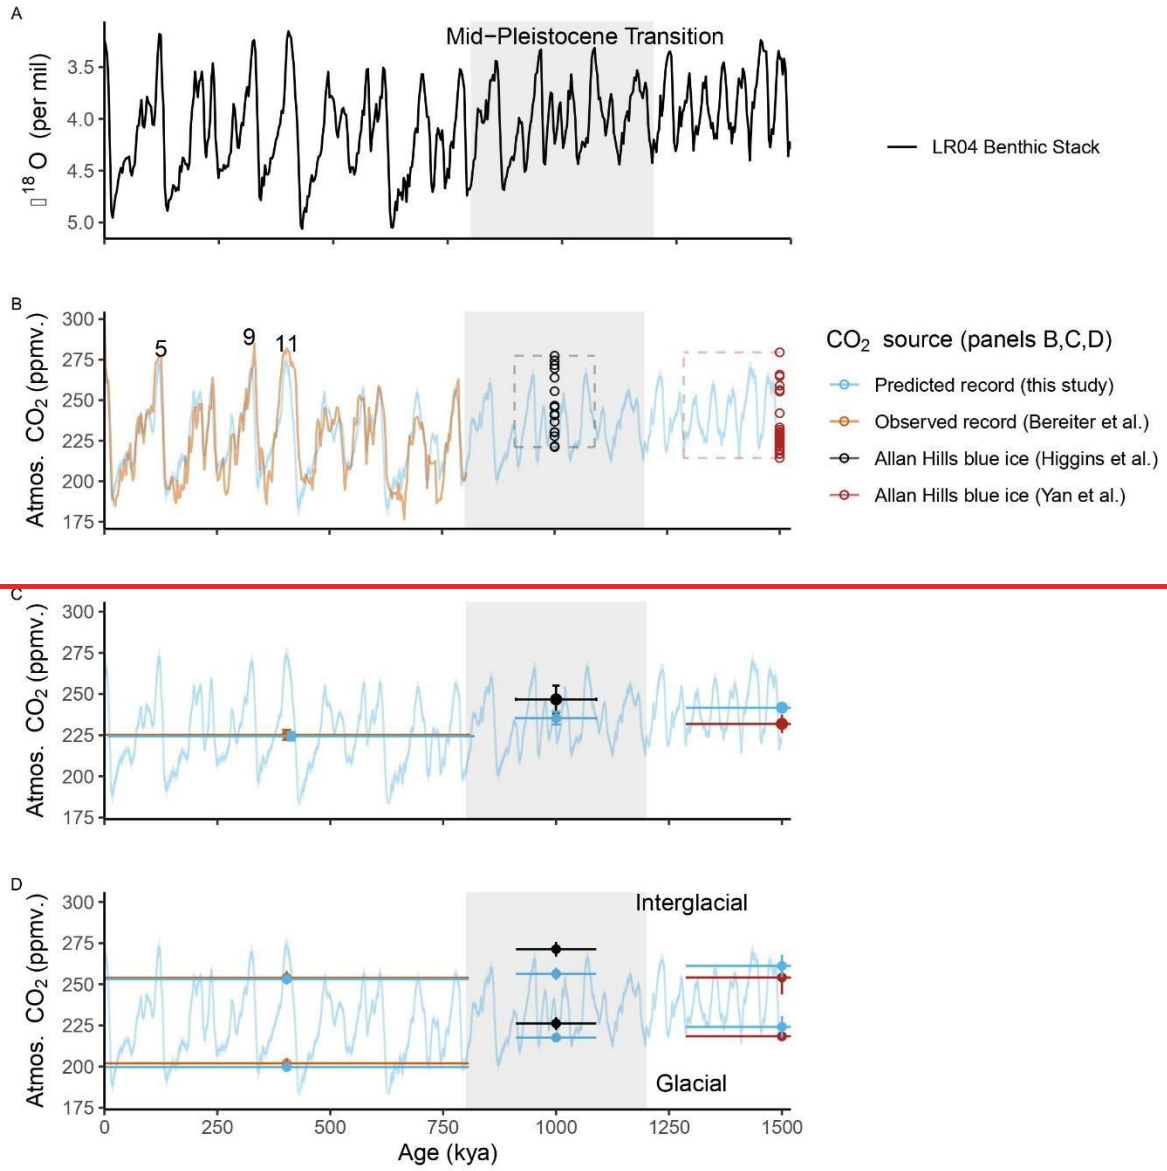 A
Mid−Pleistocene Transition
▯18 O (per mil)
3.5
4.0
4.5
5.0
LR04 Benthic Stack
B
Atmos. CO2 (ppmv.)
300
275
250
225
200
175
5
9
11
CO2 source (panels B,C,D)
Predicted record (this study)
Observed record (Bereiter et al.)
Allan Hills blue ice (Higgins et al.)
Allan Hills blue ice (Yan et al.)
C
Atmos. CO2 (ppmv.)
300
275
250
225
200
175
D
Atmos. CO2 (ppmv.)
300
275
250
225
200
175
Interglacial
Glacial
0 250 500 750 1000 1250 1500
Age (kya)